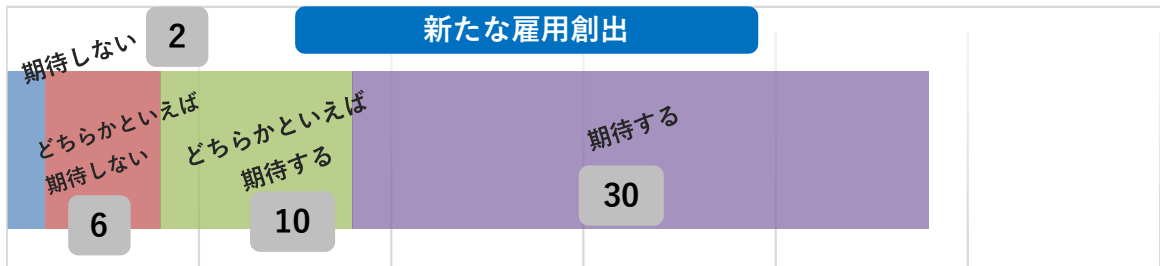 新たな雇用創出
期待しない
2
どちらかといえば
期待しない
6
どちらかといえば
期待する
10
期待する
30